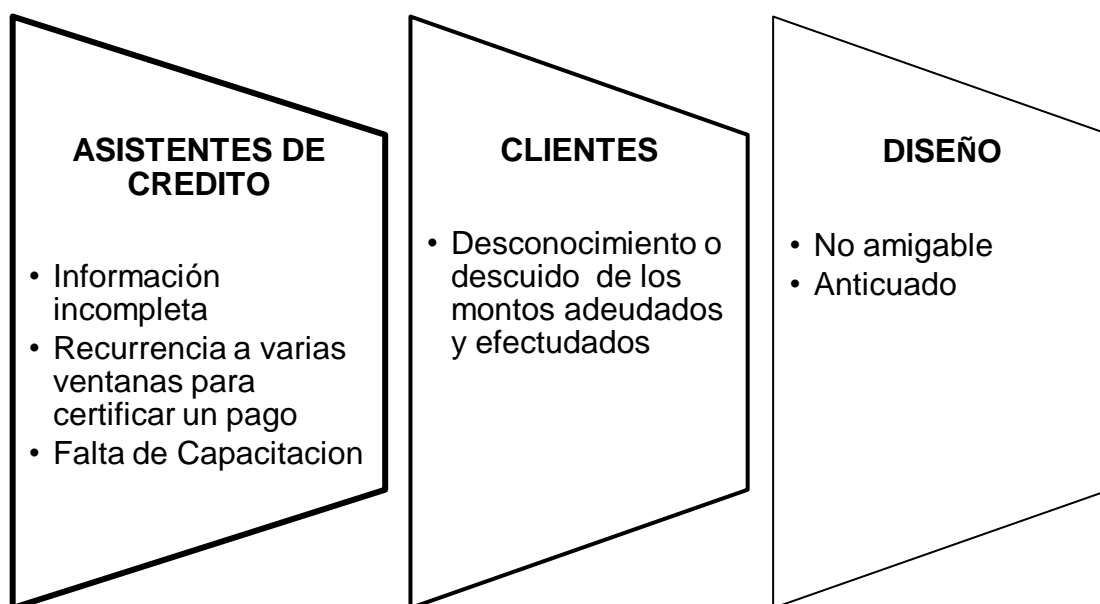 ASISTENTES DE
CREDITO
• Información
incompleta
• Recurrencia a varias
ventanas para
certificar un pago
• Falta de Capacitacion
CLIENTES
• Desconocimiento o
descuido de los
montos adeudados
y efectudados
DISEÑO
• No amigable
• Anticuado